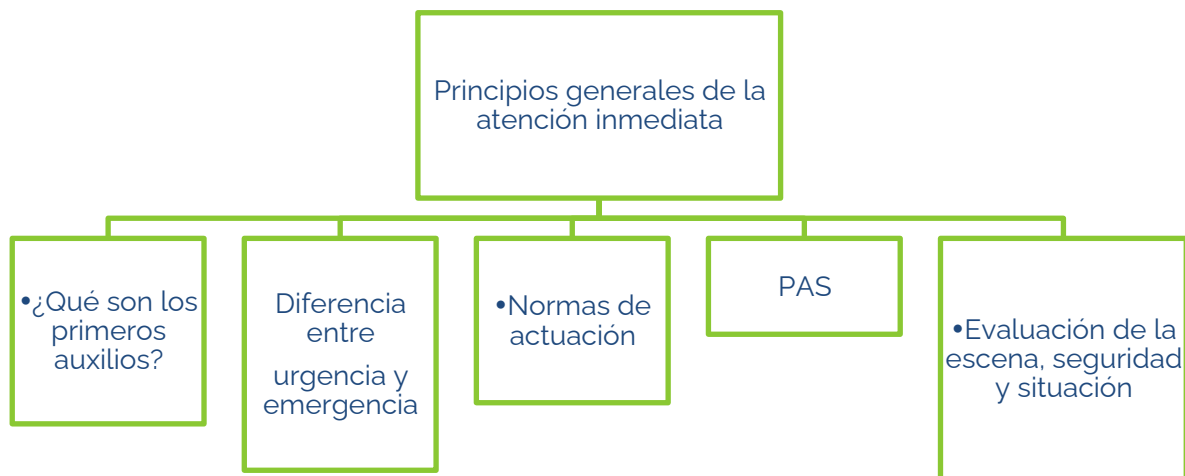 Principios generales de la
atención inmediata
•¿Qué son los
primeros
auxilios?
Diferencia
entre
urgencia y
emergencia
•Normas de
actuación
PAS
•Evaluación de la
escena, seguridad
y situación